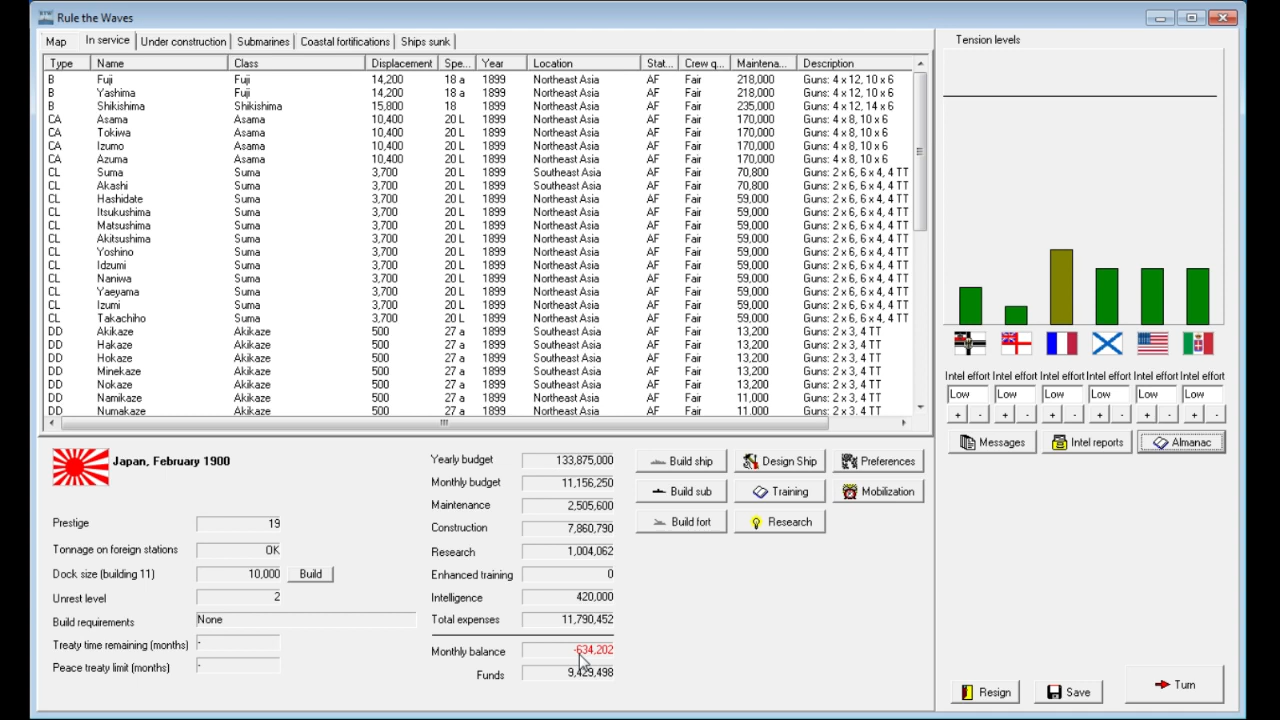 Rule the Waves
Map In service Under construction Submarines Coastal fortifications Ships sunk
Type Name Class Displacement Spe... Year Location Stat... Crew q... Maintena... Description
B Fuji Fuji 14,200 18 a 1899 Northeast Asia AF Fair 218,000 Guns: 4 x 12, 10 x 6
B Yashima Fuji 14,200 18 a 1899 Northeast Asia AF Fair 218,000 Guns: 4 x 12, 10 x 6
B Shikishima Shikishima 15,800 18 1899 Northeast Asia AF Fair 235,000 Guns: 4 x 12, 14 x 6
CA Asama Asama 10,400 20 L 1899 Northeast Asia AF Fair 170,000 Guns: 4 x 8, 10 x 6
CA Tokiwa Asama 10,400 20 L 1899 Northeast Asia AF Fair 170,000 Guns: 4 x 8, 10 x 6
CA Izumo Asama 10,400 20 L 1899 Northeast Asia AF Fair 170,000 Guns: 4 x 8, 10 x 6
CA Azuma Asama 10,400 20 L 1899 Northeast Asia AF Fair 170,000 Guns: 4 x 8, 10 x 6
CL Suma Suma 3,700 20 L 1899 Southeast Asia AF Fair 70,800 Guns: 2 x 6, 6 x 4, 4 TT
CL Akashi Suma 3,700 20 L 1899 Southeast Asia AF Fair 70,800 Guns: 2 x 6, 6 x 4, 4 TT
CL Hashidate Suma 3,700 20 L 1899 Northeast Asia AF Fair 59,000 Guns: 2 x 6, 6 x 4, 4 TT
CL Itsukushima Suma 3,700 20 L 1899 Northeast Asia AF Fair 59,000 Guns: 2 x 6, 6 x 4, 4 TT
CL Matsushima Suma 3,700 20 L 1899 Northeast Asia AF Fair 59,000 Guns: 2 x 6, 6 x 4, 4 TT
CL Akitsushima Suma 3,700 20 L 1899 Northeast Asia AF Fair 59,000 Guns: 2 x 6, 6 x 4, 4 TT
CL Yoshino Suma 3,700 20 L 1899 Northeast Asia AF Fair 59,000 Guns: 2 x 6, 6 x 4, 4 TT
CL Idzumi Suma 3,700 20 L 1899 Northeast Asia AF Fair 59,000 Guns: 2 x 6, 6 x 4, 4 TT
CL Naniwa Suma 3,700 20 L 1899 Northeast Asia AF Fair 59,000 Guns: 2 x 6, 6 x 4, 4 TT
CL Yaeyama Suma 3,700 20 L 1899 Northeast Asia AF Fair 59,000 Guns: 2 x 6, 6 x 4, 4 TT
CL Izumi Suma 3,700 20 L 1899 Northeast Asia AF Fair 59,000 Guns: 2 x 6, 6 x 4, 4 TT
CL Takachiho Suma 3,700 20 L 1899 Northeast Asia AF Fair 59,000 Guns: 2 x 6, 6 x 4, 4 TT
DD Akikaze Akikaze 500 27 a 1899 Southeast Asia AF Fair 13,200 Guns: 2 x 3, 4 TT
DD Hakaze Akikaze 500 27 a 1899 Southeast Asia AF Fair 13,200 Guns: 2 x 3, 4 TT
DD Hokaze Akikaze 500 27 a 1899 Southeast Asia AF Fair 13,200 Guns: 2 x 3, 4 TT
DD Minekaze Akikaze 500 27 a 1899 Southeast Asia AF Fair 13,200 Guns: 2 x 3, 4 TT
DD Nokaze Akikaze 500 27 a 1899 Southeast Asia AF Fair 13,200 Guns: 2 x 3, 4 TT
DD Namikaze Akikaze 500 27 a 1899 Northeast Asia AF Fair 11,000 Guns: 2 x 3, 4 TT
DD Numakaze Akikaze 500 27 a 1899 Northeast Asia AF Fair 11,000 Guns: 2 x 3, 4 TT
Tension levels
Intel effort Intel effort Intel effort Intel effort Intel effort Intel effort
Low Low Low Low Low Low
+ - + - + - + - + - + -
Messages Intel reports Almanac
Japan, February 1900
Prestige 19
Tonnage on foreign stations OK
Dock size (building 11) 10,000 Build
Unrest level 2
Build requirements None
Treaty time remaining (months) -
Peace treaty limit (months) -
Yearly budget 133,875,000
Monthly budget 11,156,250
Maintenance 2,505,600
Construction 7,860,790
Research 1,004,062
Enhanced training 0
Intelligence 420,000
Total expenses 11,790,452
Monthly balance -634,202
Funds 9,429,498
Build ship Design Ship Preferences
Build sub Training Mobilization
Build fort Research
Resign Save Turn